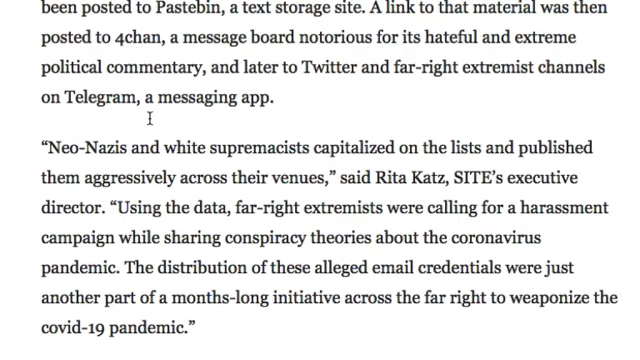 been posted to Pastebin, a text storage site. A link to that material was then
posted to 4chan, a message board notorious for its hateful and extreme
political commentary, and later to Twitter and far-right extremist channels
on Telegram, a messaging app.
“Neo-Nazis and white supremacists capitalized on the lists and published
them aggressively across their venues,” said Rita Katz, SITE’s executive
director. “Using the data, far-right extremists were calling for a harassment
campaign while sharing conspiracy theories about the coronavirus
pandemic. The distribution of these alleged email credentials were just
another part of a months-long initiative across the far right to weaponize the
covid-19 pandemic.”